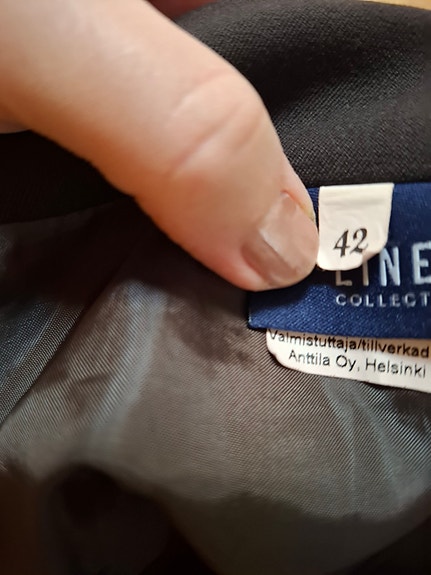 42
LINE
COLLECT
Valmistuttaja/tillverkad
Anttila Oy, Helsinki